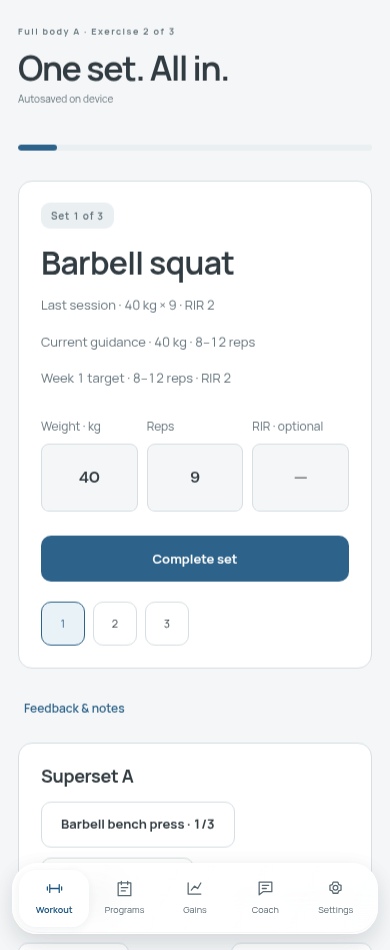 Full body A · Exercise 2 of 3
One set. All in.
Autosaved on device
Set 1 of 3
Barbell squat
Last session · 40 kg × 9 · RIR 2
Current guidance · 40 kg · 8–12 reps
Week 1 target · 8–12 reps · RIR 2
Weight · kg Reps RIR · optional
40 9 —
Complete set
1 2 3
Feedback & notes
Superset A
Barbell bench press · 1/3
Workout Programs Gains Coach Settings